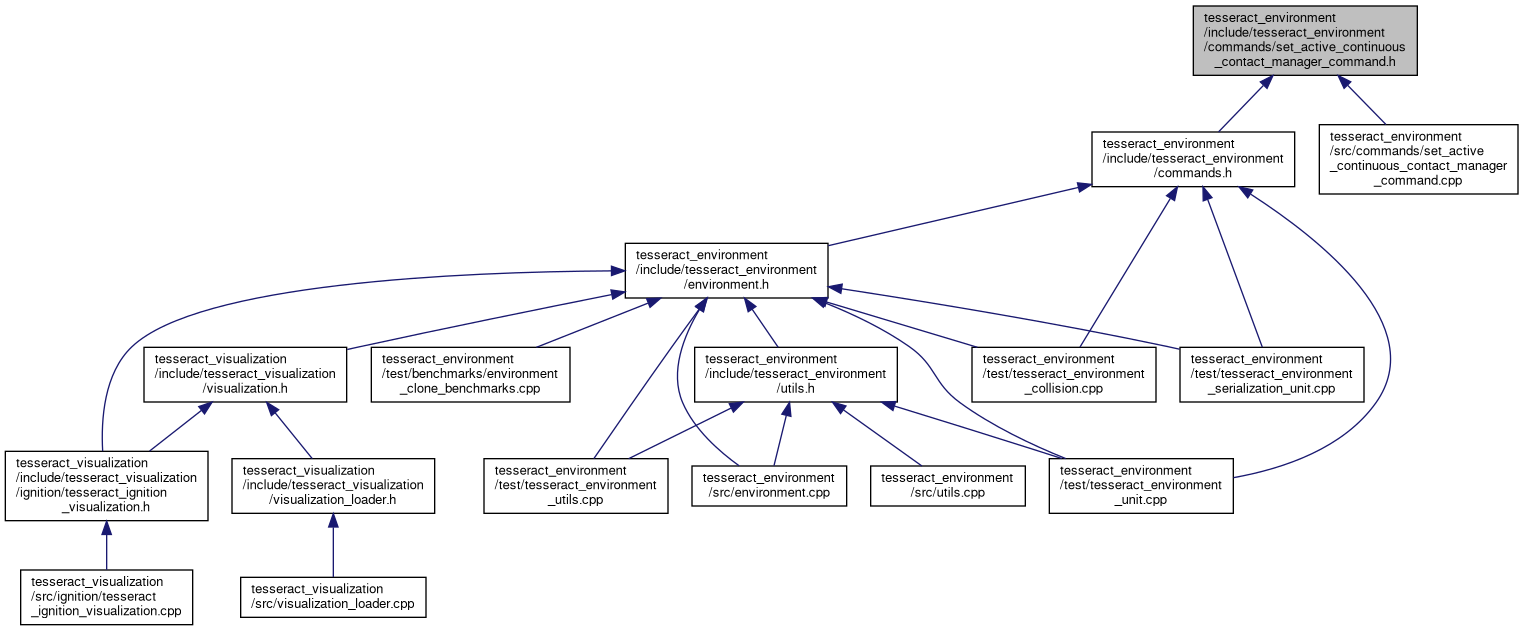 tesseract_environment
/include/tesseract_environment
/commands/set_active_continuous
_contact_manager_command.h
tesseract_environment
/include/tesseract_environment
/commands.h
tesseract_environment
/src/commands/set_active
_continuous_contact_manager
_command.cpp
tesseract_environment
/include/tesseract_environment
/environment.h
tesseract_visualization
/include/tesseract_visualization
/visualization.h
tesseract_environment
/test/benchmarks/environment
_clone_benchmarks.cpp
tesseract_environment
/include/tesseract_environment
/utils.h
tesseract_environment
/test/tesseract_environment
_collision.cpp
tesseract_environment
/test/tesseract_environment
_serialization_unit.cpp
tesseract_visualization
/include/tesseract_visualization
/ignition/tesseract_ignition
_visualization.h
tesseract_visualization
/include/tesseract_visualization
/visualization_loader.h
tesseract_environment
/test/tesseract_environment
_utils.cpp
tesseract_environment
/src/environment.cpp
tesseract_environment
/src/utils.cpp
tesseract_environment
/test/tesseract_environment
_unit.cpp
tesseract_visualization
/src/ignition/tesseract
_ignition_visualization.cpp
tesseract_visualization
/src/visualization_loader.cpp